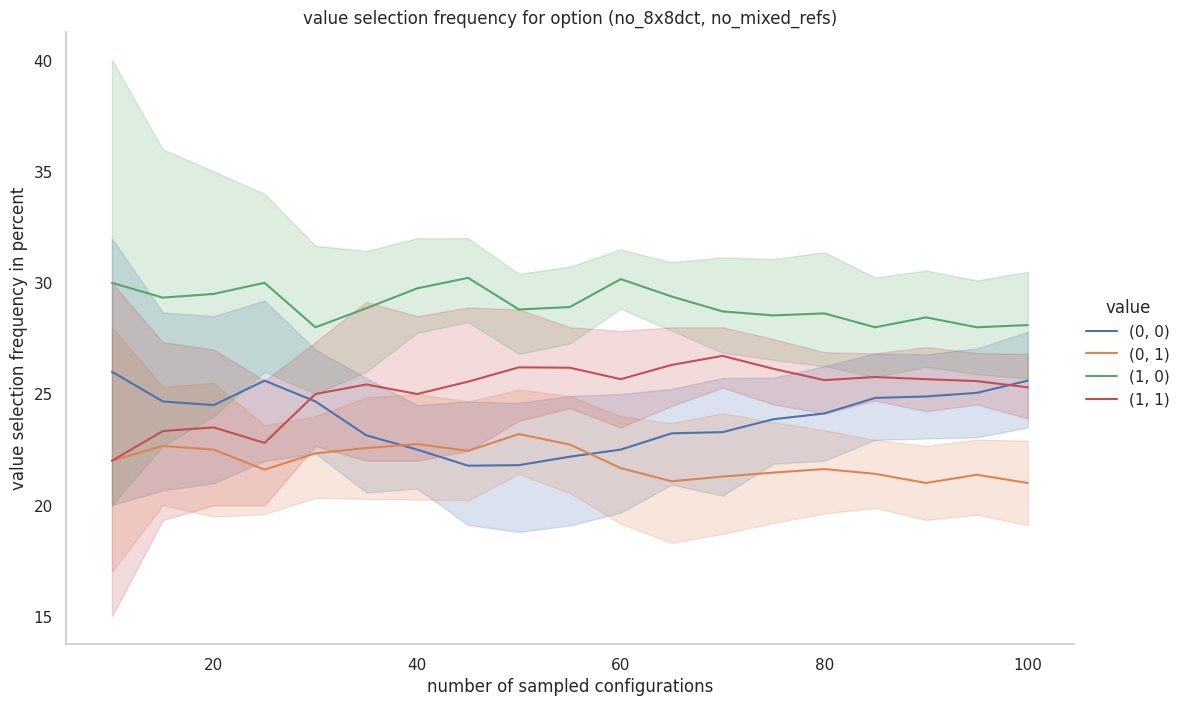 value selection frequency for option (no_8x8dct, no_mixed_refs)
value selection frequency in percent
40
35
30
25
20
15
20 40 60 80 100
number of sampled configurations
value
(0, 0)
(0, 1)
(1, 0)
(1, 1)